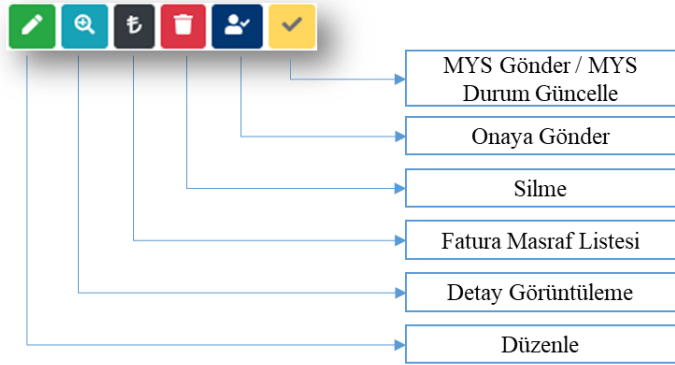 MYS Gönder / MYS
Durum Güncelle
Onaya Gönder
Silme
Fatura Masraf Listesi
Detay Görüntüleme
Düzenle